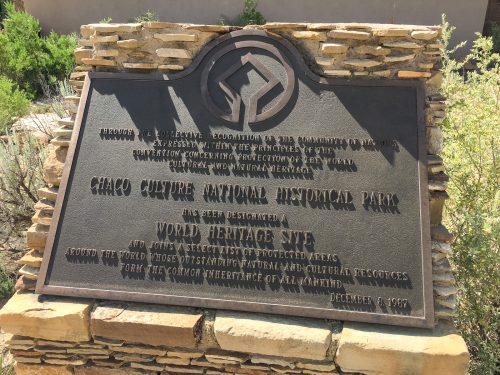 THROUGH THE COLLECTIVE RECOGNITION OF THE COMMUNITY OF NATIONS
EXPRESSED WITHIN THE PRINCIPLES OF THE
CONVENTION CONCERNING PROTECTION OF THE WORLD
CULTURAL AND NATURAL HERITAGE
CHACO CULTURE NATIONAL HISTORICAL PARK
HAS BEEN DESIGNATED A
WORLD HERITAGE SITE
AND JOINS A SELECT LIST OF PROTECTED AREAS
AROUND THE WORLD WHOSE OUTSTANDING NATURAL AND CULTURAL RESOURCES
FORM THE COMMON INHERITANCE OF ALL MANKIND
DECEMBER 8, 1987